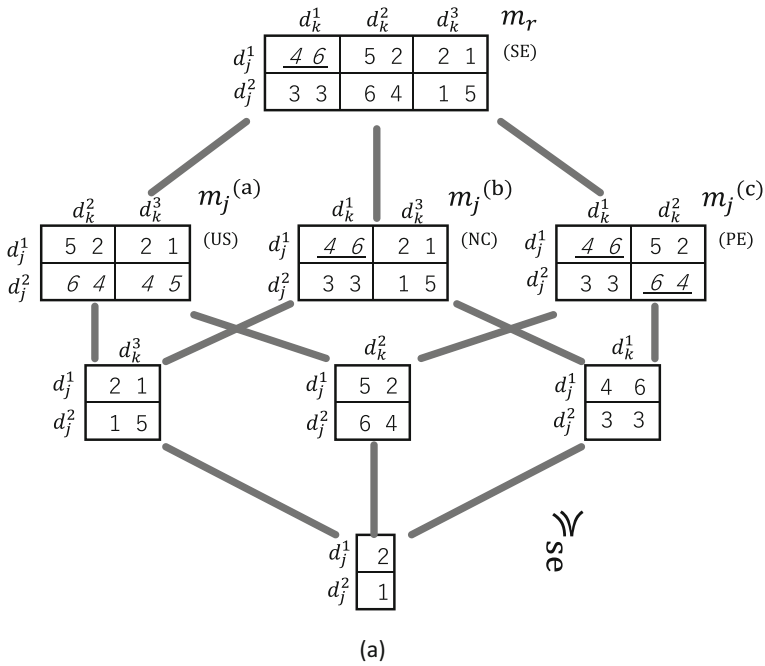 d_k^1 d_k^2 d_k^3 m_r
d_j^1 4 6 5 2 2 1 (SE)
d_j^2 3 3 6 4 1 5
d_k^2 d_k^3 m_j^(a)
d_j^1 5 2 2 1 (US)
d_j^2 6 4 4 5
d_k^1 d_k^3 m_j^(b)
d_j^1 4 6 2 1 (NC)
d_j^2 3 3 1 5
d_k^1 d_k^2 m_j^(c)
d_j^1 4 6 5 2 (PE)
d_j^2 3 3 6 4
d_k^3
d_j^1 2 1
d_j^2 1 5
d_k^2
d_j^1 5 2
d_j^2 6 4
d_k^1
d_j^1 4 6
d_j^2 3 3
d_j^1 2
d_j^2 1
≽se
(a)